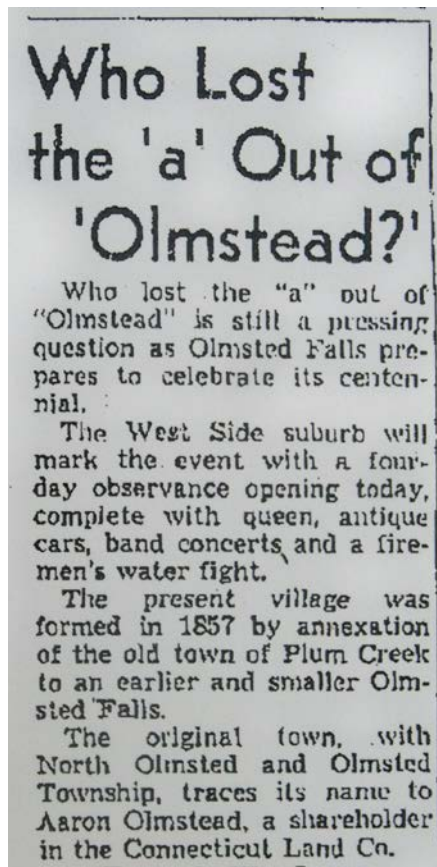 Who Lost
the 'a' Out of
'Olmstead?'
Who lost the "a" out of
"Olmstead" is still a pressing
question as Olmsted Falls pre-
pares to celebrate its centen-
nial.
The West Side suburb will
mark the event with a four-
day observance opening today,
complete with queen, antique
cars, band concerts and a fire-
men's water fight.
The present village was
formed in 1857 by annexation
of the old town of Plum Creek
to an earlier and smaller Olm-
sted Falls.
The original town, with
North Olmsted and Olmsted
Township, traces its name to
Aaron Olmstead, a shareholder
in the Connecticut Land Co.